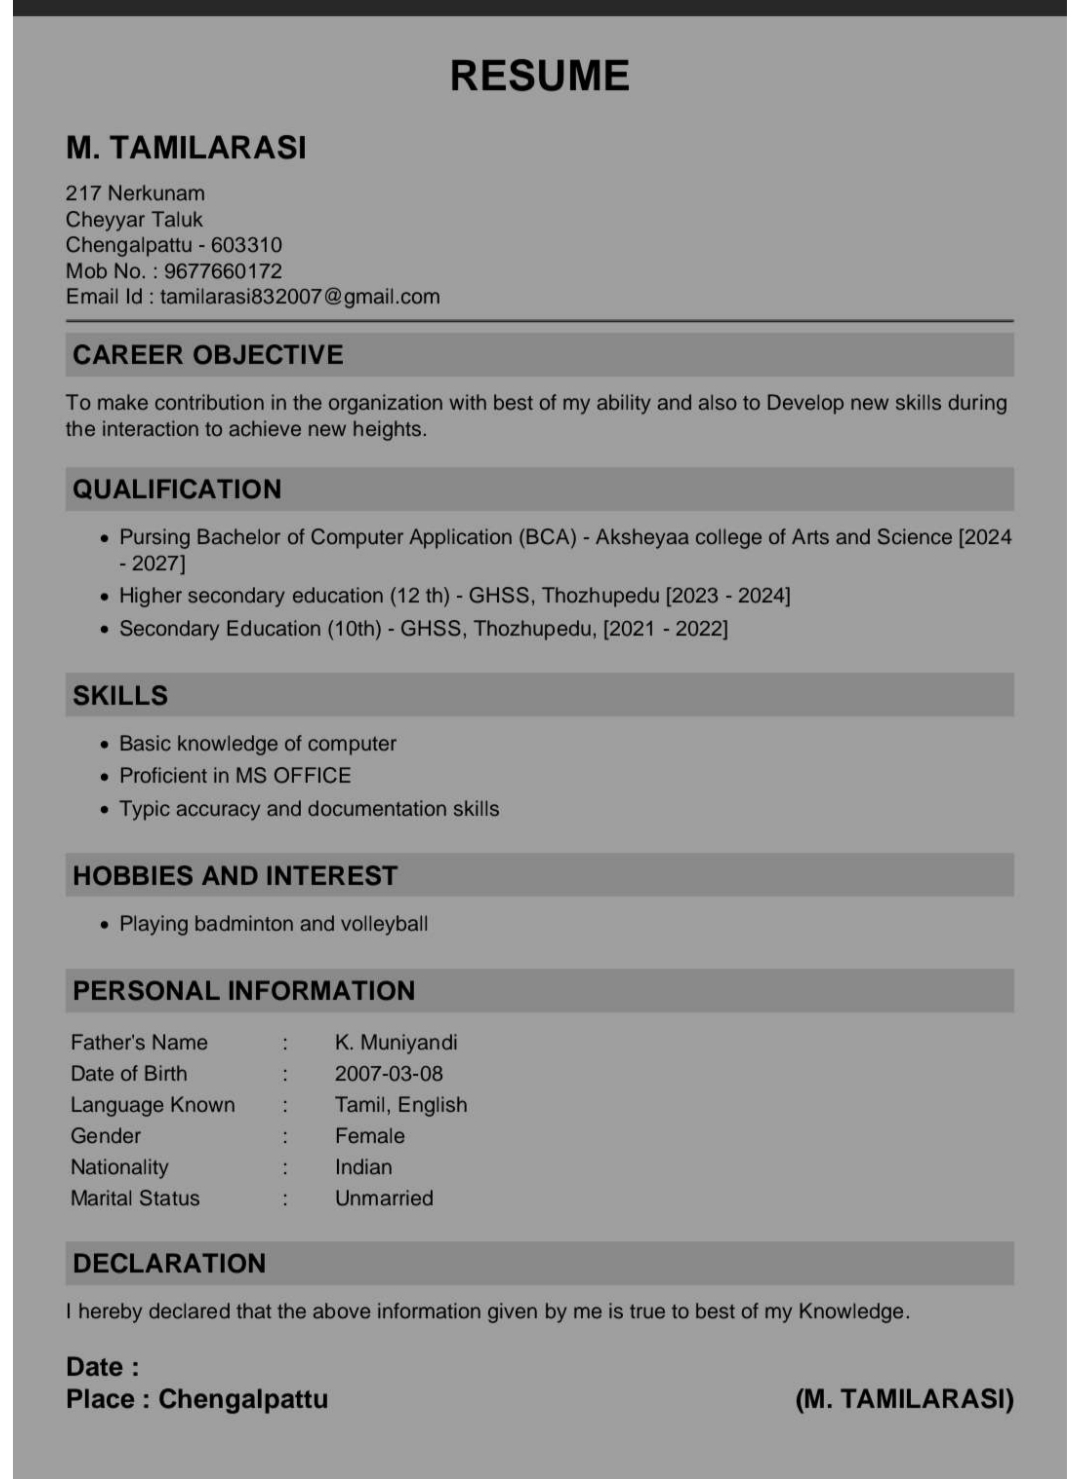 RESUME
M. TAMILARASI
217 Nerkunam
Cheyyar Taluk
Chengalpattu - 603310
Mob No. : 9677660172
Email Id : tamilarasi832007@gmail.com
CAREER OBJECTIVE
To make contribution in the organization with best of my ability and also to Develop new skills during
the interaction to achieve new heights.
QUALIFICATION
• Pursing Bachelor of Computer Application (BCA) - Aksheyaa college of Arts and Science [2024
- 2027]
• Higher secondary education (12 th) - GHSS, Thozhupedu [2023 - 2024]
• Secondary Education (10th) - GHSS, Thozhupedu, [2021 - 2022]
SKILLS
• Basic knowledge of computer
• Proficient in MS OFFICE
• Typic accuracy and documentation skills
HOBBIES AND INTEREST
• Playing badminton and volleyball
PERSONAL INFORMATION
Father's Name : K. Muniyandi
Date of Birth : 2007-03-08
Language Known : Tamil, English
Gender : Female
Nationality : Indian
Marital Status : Unmarried
DECLARATION
I hereby declared that the above information given by me is true to best of my Knowledge.
Date :
Place : Chengalpattu (M. TAMILARASI)